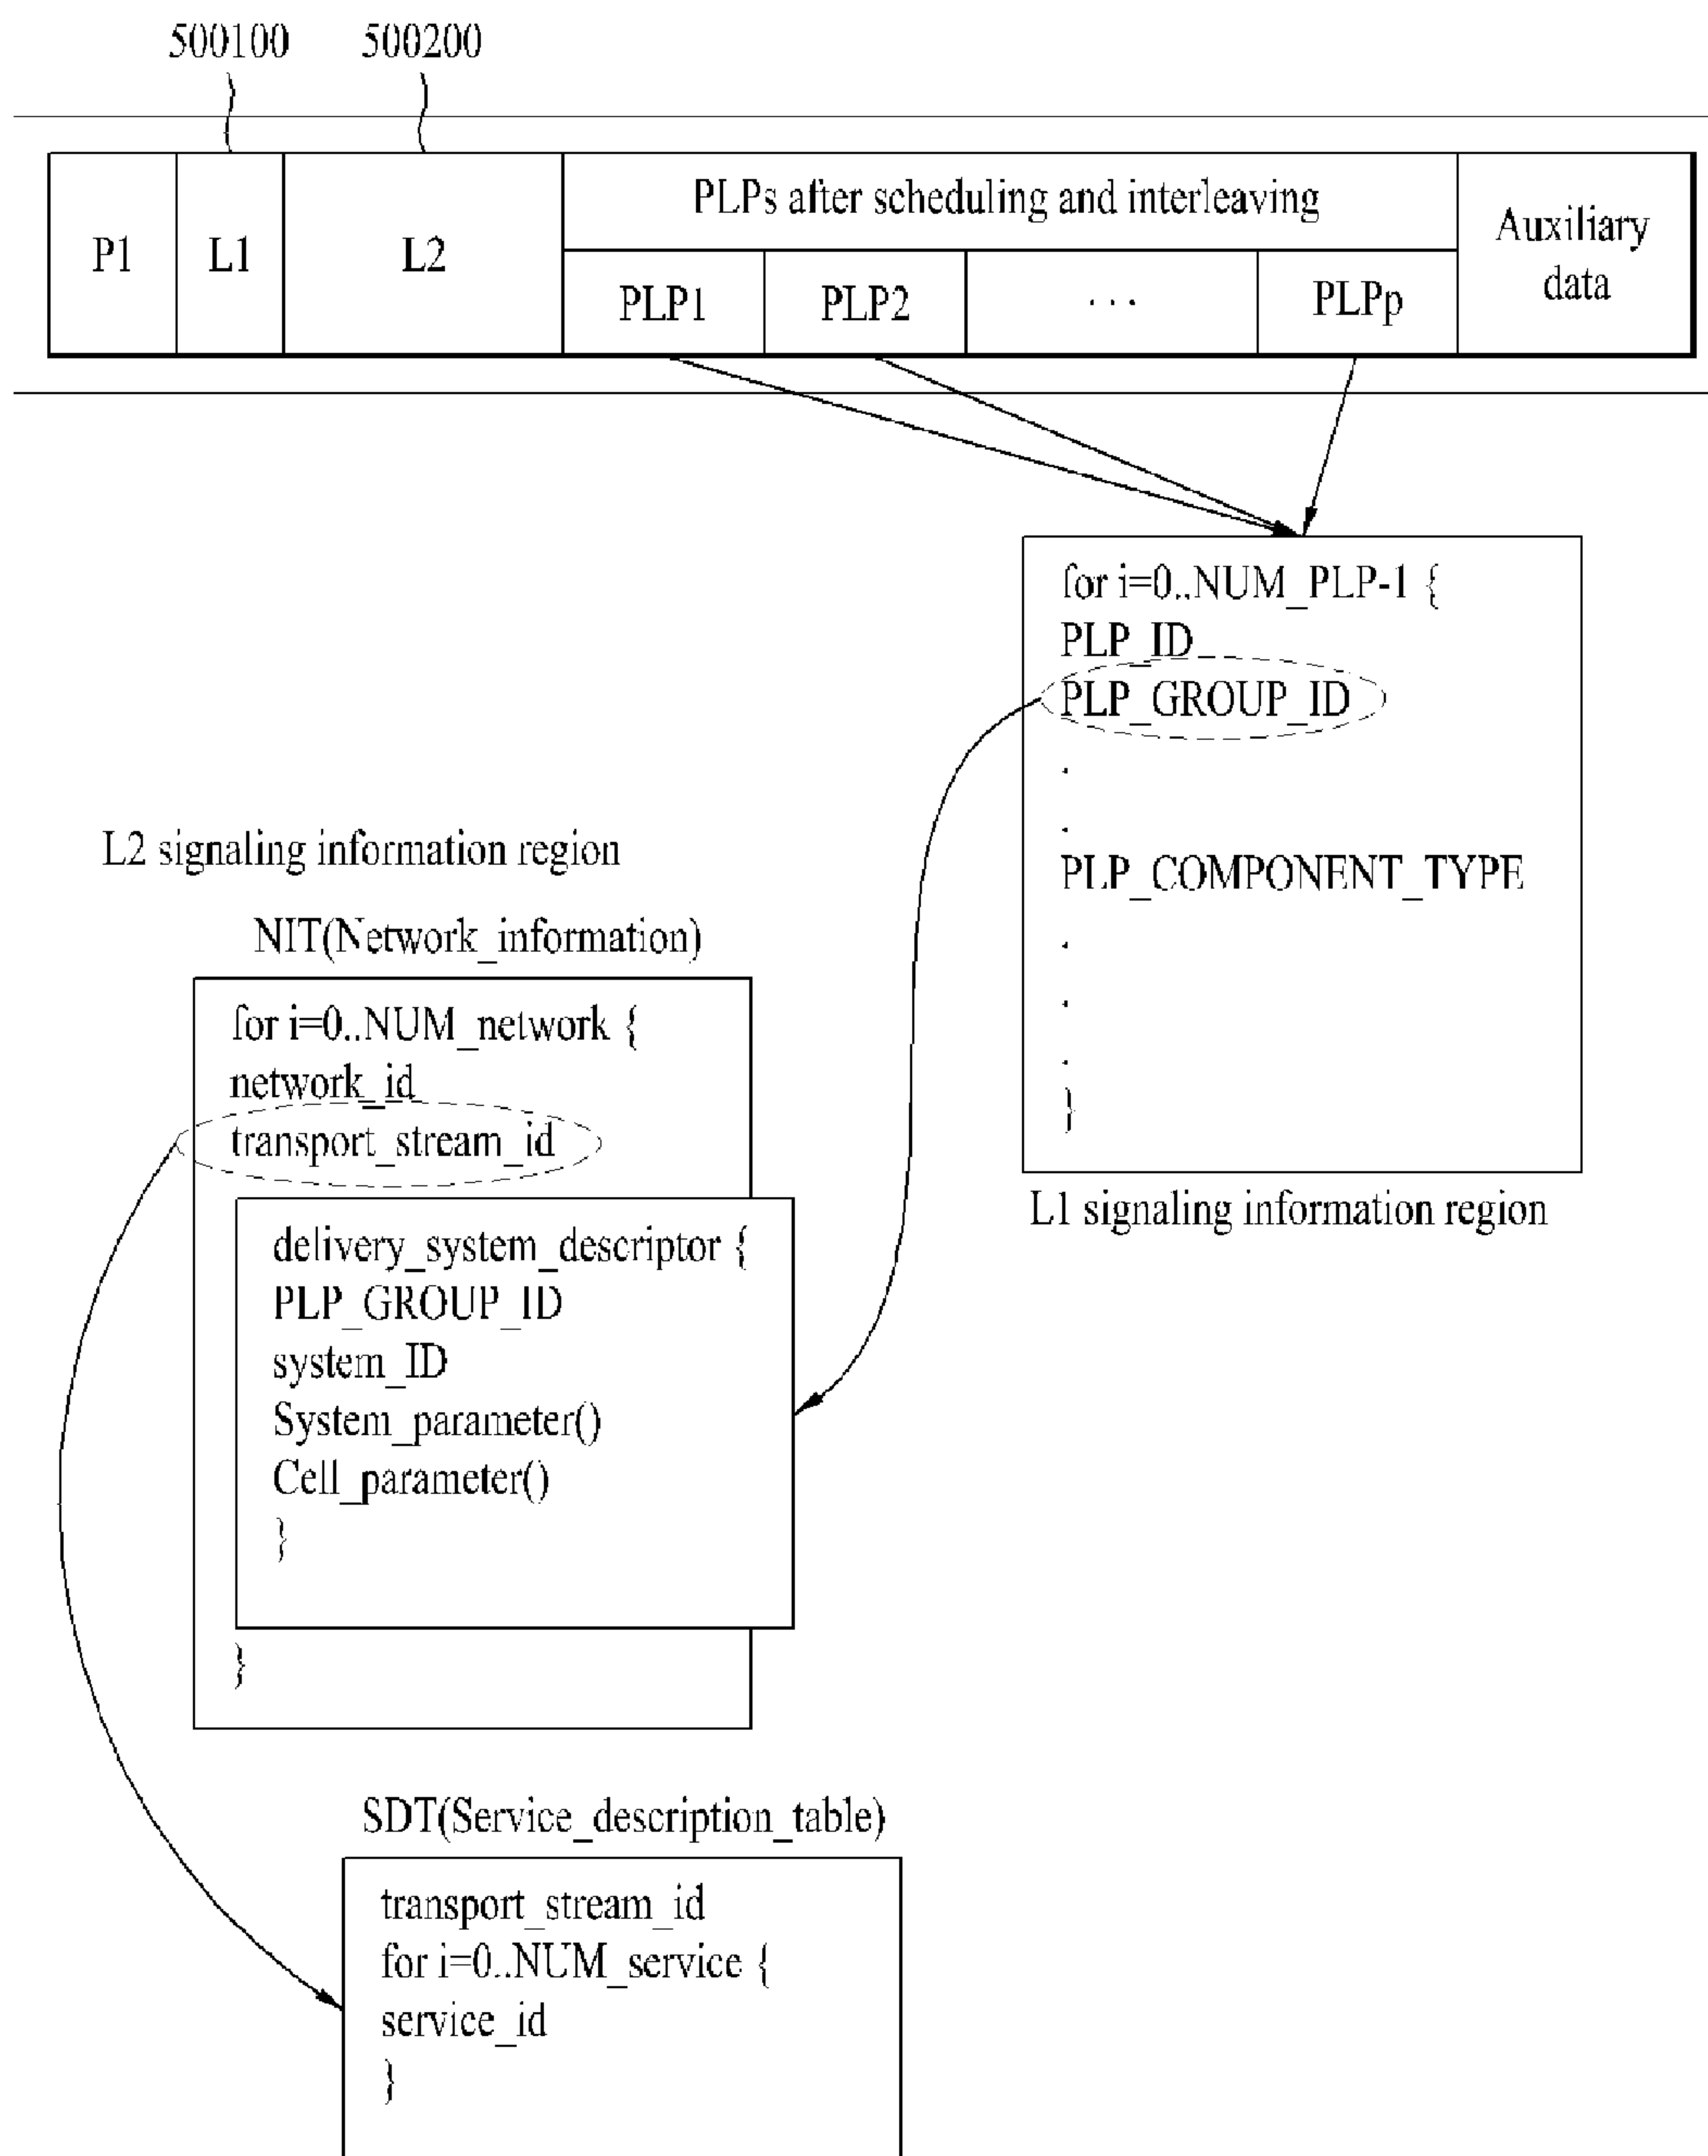 500100 500200
P1
L1
L2
PLPs after scheduling and interleaving
PLP1
PLP2
. . .
PLPp
Auxiliary
data
for i=0..NUM_PLP-1 {
PLP_ID
PLP_GROUP_ID
.
.
PLP_COMPONENT_TYPE
.
.
.
}
L1 signaling information region
L2 signaling information region
NIT(Network_information)
for i=0..NUM_network {
network_id
transport_stream_id
delivery_system_descriptor {
PLP_GROUP_ID
system_ID
System_parameter()
Cell_parameter()
}
}
SDT(Service_description_table)
transport_stream_id
for i=0..NUM_service {
service_id
}